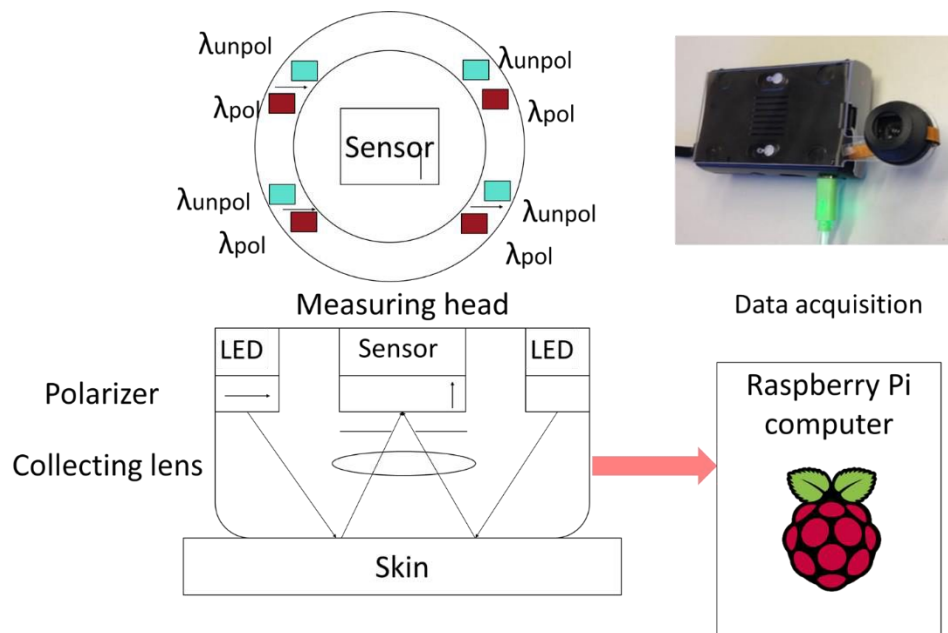 λunpol
λunpol
λpol
λpol
Sensor
λunpol
λunpol
λpol
λpol
Measuring head
Data acquisition
LED
Sensor
LED
Polarizer
Collecting lens
Skin
Raspberry Pi
computer